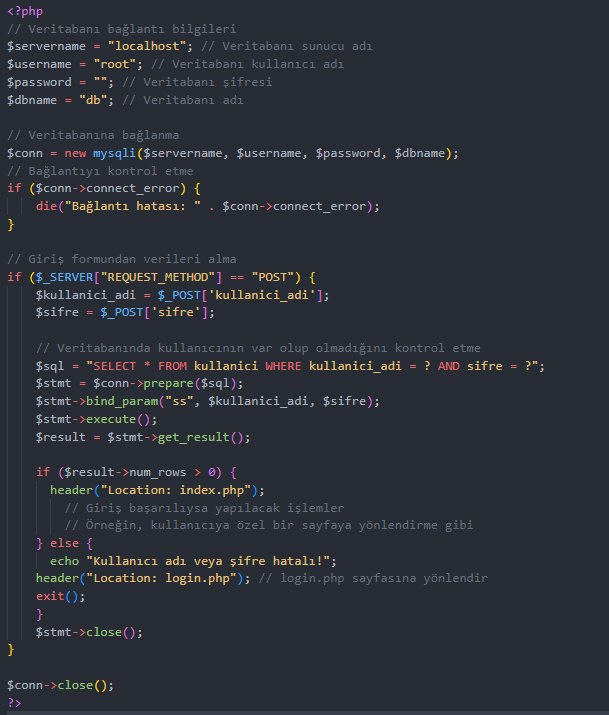 <?php
// Veritabanı bağlantı bilgileri
$servername = "localhost"; // Veritabanı sunucu adı
$username = "root"; // Veritabanı kullanıcı adı
$password = ""; // Veritabanı şifresi
$dbname = "db"; // Veritabanı adı

// Veritabanına bağlanma
$conn = new mysqli($servername, $username, $password, $dbname);
// Bağlantıyı kontrol etme
if ($conn->connect_error) {
    die("Bağlantı hatası: " . $conn->connect_error);
}

// Giriş formundan verileri alma
if ($_SERVER["REQUEST_METHOD"] == "POST") {
    $kullanici_adi = $_POST['kullanici_adi'];
    $sifre = $_POST['sifre'];

    // Veritabanında kullanıcının var olup olmadığını kontrol etme
    $sql = "SELECT * FROM kullanici WHERE kullanici_adi = ? AND sifre = ?";
    $stmt = $conn->prepare($sql);
    $stmt->bind_param("ss", $kullanici_adi, $sifre);
    $stmt->execute();
    $result = $stmt->get_result();

    if ($result->num_rows > 0) {
      header("Location: index.php");
        // Giriş başarılıysa yapılacak işlemler
        // Örneğin, kullanıcıya özel bir sayfaya yönlendirme gibi
    } else {
      echo "Kullanıcı adı veya şifre hatalı!";
    header("Location: login.php"); // login.php sayfasına yönlendir
    exit();
    }
    $stmt->close();
}

$conn->close();
?>